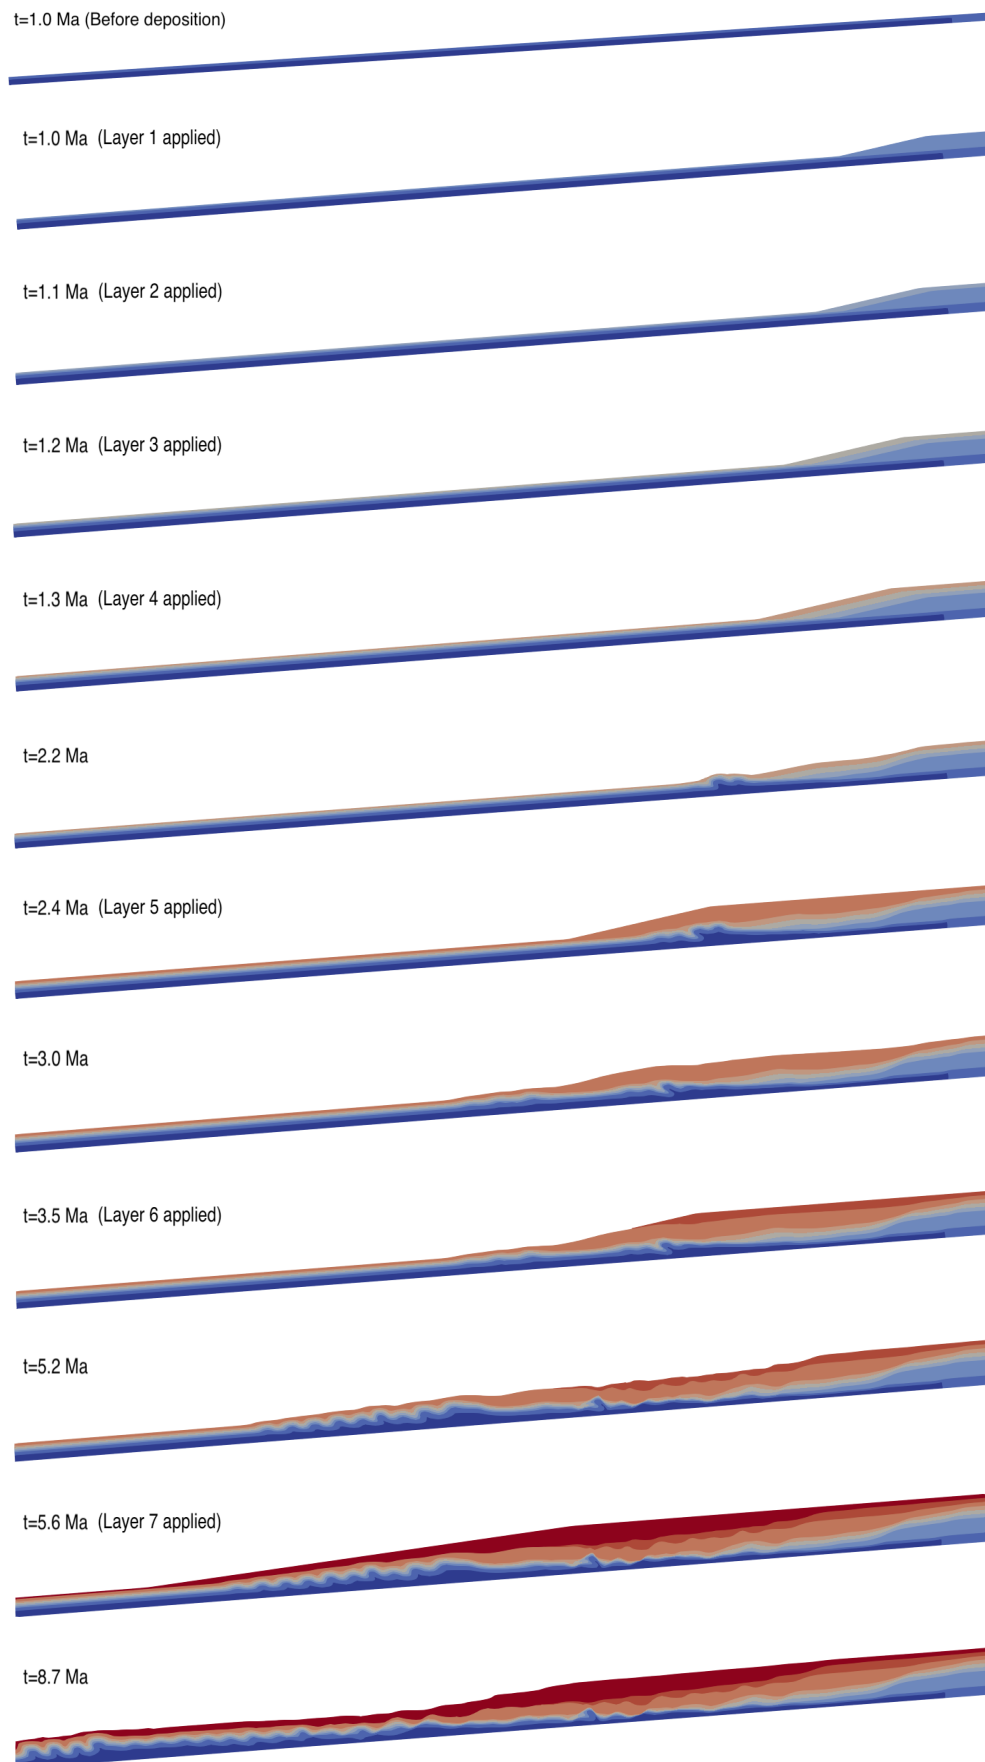 t=1.0 Ma (Before deposition)
t=1.0 Ma (Layer 1 applied)
t=1.1 Ma (Layer 2 applied)
t=1.2 Ma (Layer 3 applied)
t=1.3 Ma (Layer 4 applied)
t=2.2 Ma
t=2.4 Ma (Layer 5 applied)
t=3.0 Ma
t=3.5 Ma (Layer 6 applied)
t=5.2 Ma
t=5.6 Ma (Layer 7 applied)
t=8.7 Ma